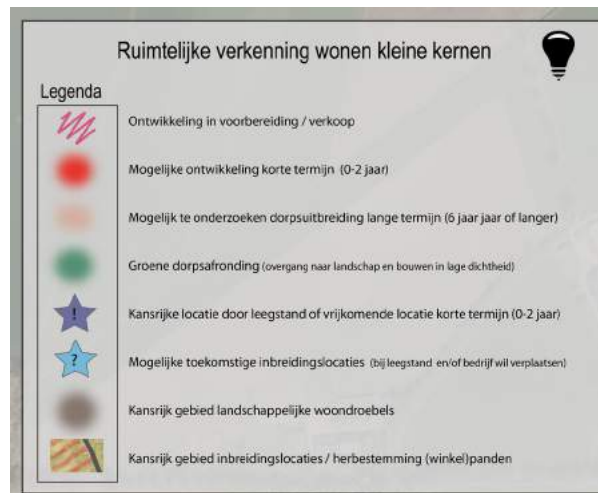 Ruimtelijke verkenning wonen kleine kernen
Legenda
Ontwikkeling in voorbereiding / verkoop
Mogelijke ontwikkeling korte termijn (0-2 jaar)
Mogelijk te onderzoeken dorpsuitbreiding lange termijn (6 jaar jaar of langer)
Groene dorpsafronding (overgang naar landschap en bouwen in lage dichtheid)
! Kansrijke locatie door leegstand of vrijkomende locatie korte termijn (0-2 jaar)
? Mogelijke toekomstige inbreidingslocaties (bij leegstand en/of bedrijf wil verplaatsen)
Kansrijk gebied landschappelijke woondroebels
Kansrijk gebied inbreidingslocaties / herbestemming (winkel)panden